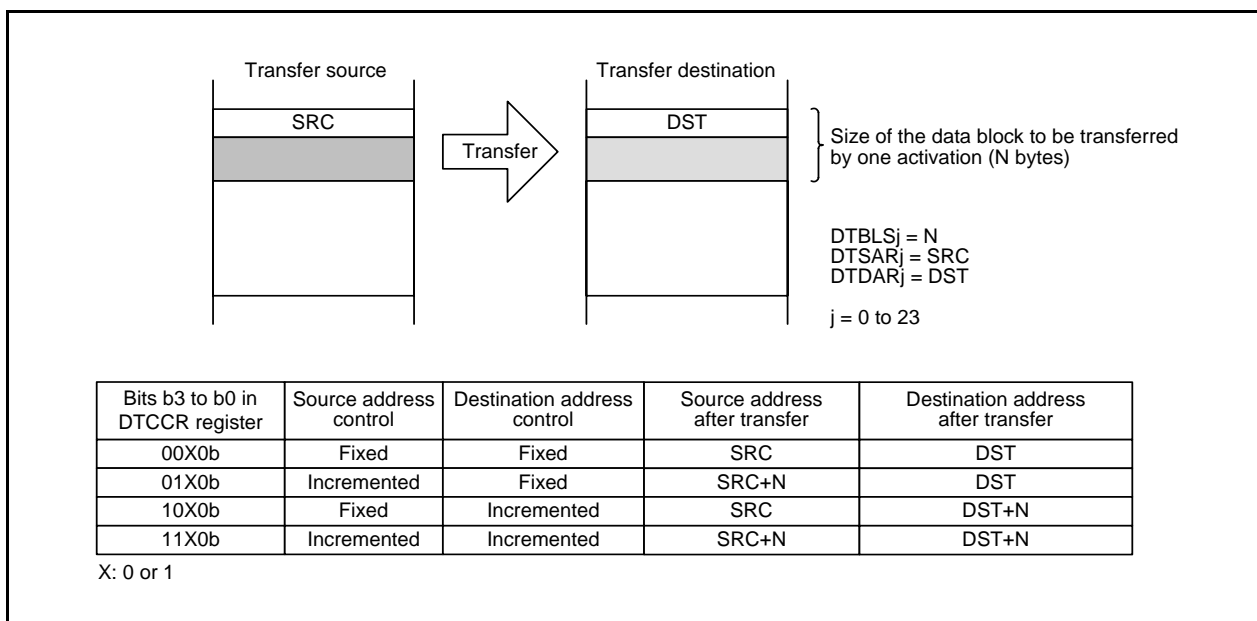 Transfer source
Transfer destination
SRC
DST
Transfer
Size of the data block to be transferred
by one activation (N bytes)
DTBLSj = N
DTSARj = SRC
DTDARj = DST
j = 0 to 23
Bits b3 to b0 in
DTCCR register
Source address
control
Destination address
control
Source address
after transfer
Destination address
after transfer
00X0b Fixed Fixed SRC DST
01X0b Incremented Fixed SRC+N DST
10X0b Fixed Incremented SRC DST+N
11X0b Incremented Incremented SRC+N DST+N
X: 0 or 1